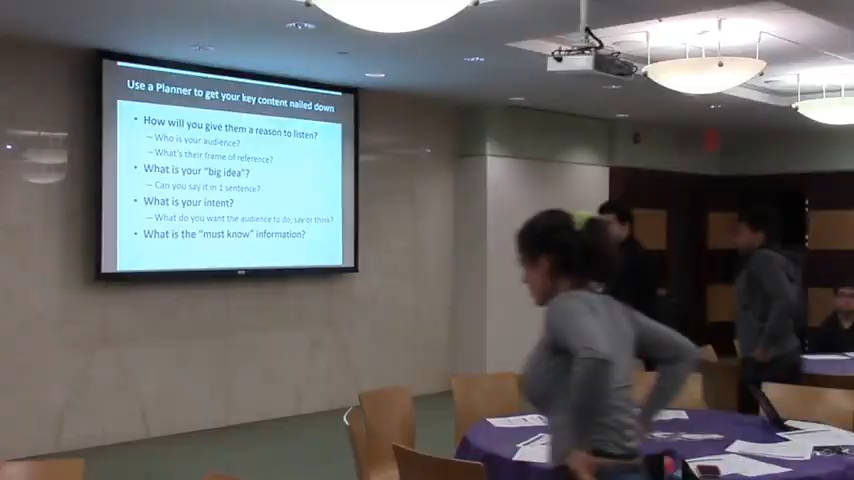 Use a Planner to get your key content nailed down
• How will you give them a reason to listen?
– Who is your audience?
– What's their frame of reference?
• What is your "big idea"?
– Can you say it in 1 sentence?
• What is your intent?
– What do you want the audience to do, say or think?
• What is the "must know" information?